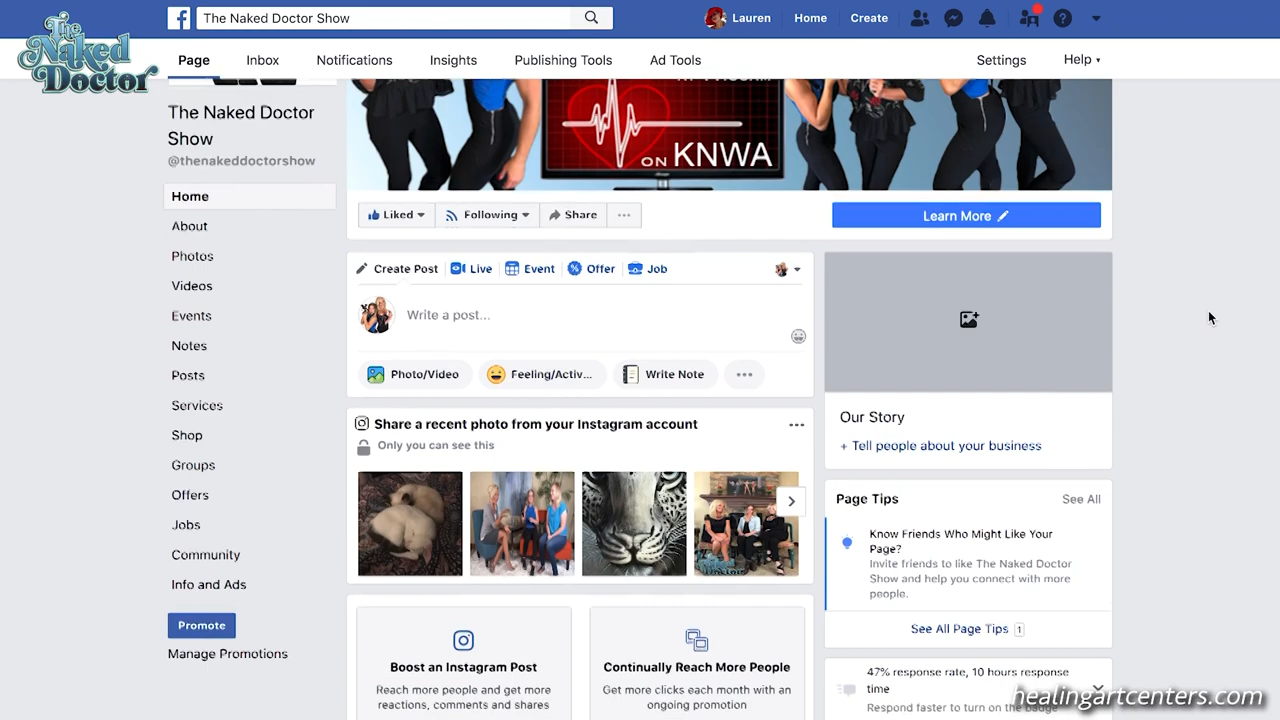 The Naked Doctor Show
Lauren
Home
Create
The
Naked
Doctor
Page
Inbox
Notifications
Insights
Publishing Tools
Ad Tools
Settings
Help
The Naked Doctor
Show
@thenakeddoctorshow
Home
About
Photos
Videos
Events
Notes
Posts
Services
Shop
Groups
Offers
Jobs
Community
Info and Ads
Promote
Manage Promotions
ON KNWA
Liked
Following
Share
Learn More
Create Post
Live
Event
Offer
Job
Write a post...
Photo/Video
Feeling/Activ...
Write Note
Share a recent photo from your Instagram account
Only you can see this
Boost an Instagram Post
Reach more people and get more
reactions, comments and shares
Continually Reach More People
Get more clicks each month with an
ongoing promotion
Our Story
+ Tell people about your business
Page Tips
See All
Know Friends Who Might Like Your
Page?
Invite friends to like The Naked Doctor
Show and help you connect with more
people.
See All Page Tips 1
47% response rate, 10 hours response
time
Respond faster to turn on the badge
healingartcenters.com